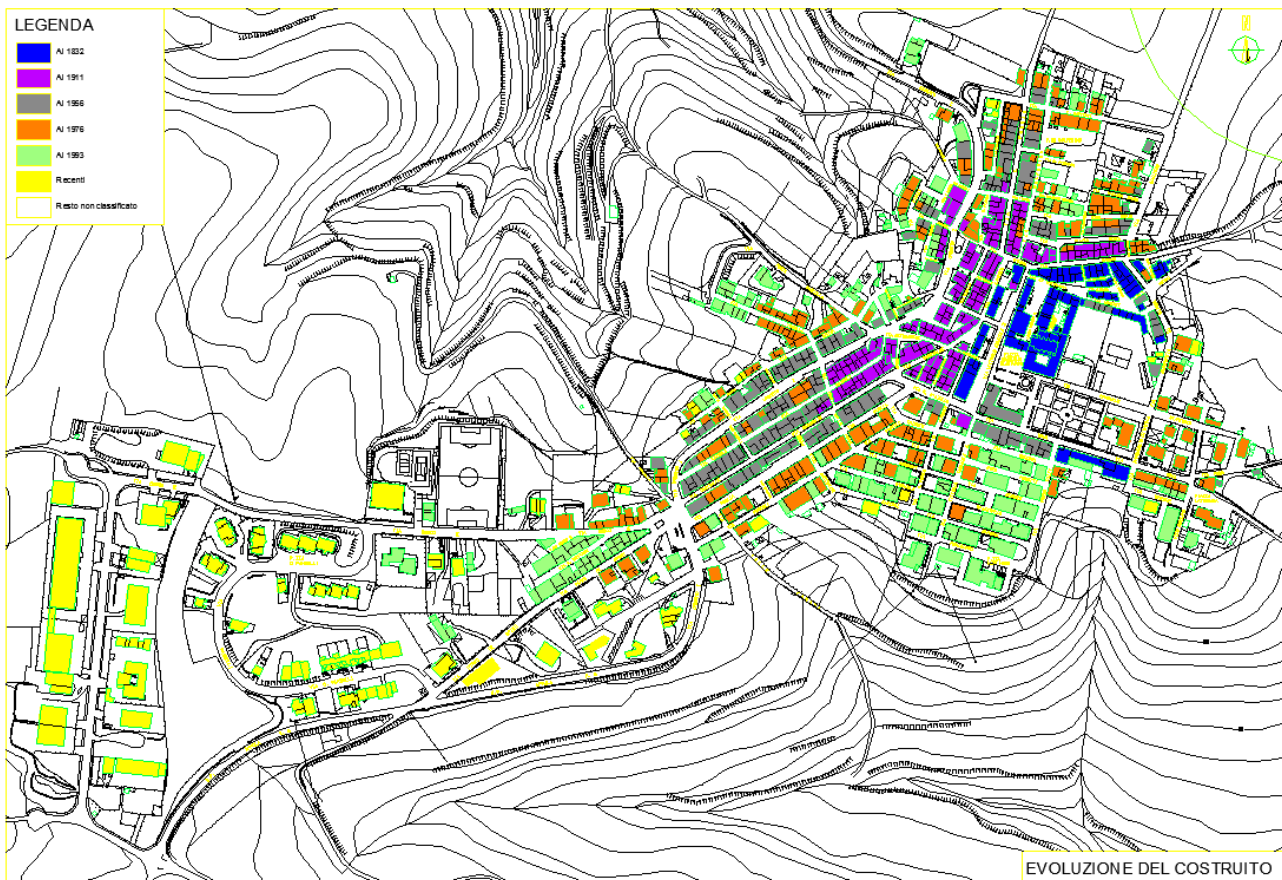 LEGENDA
Al 1832
Al 1911
Al 1956
Al 1976
Al 1993
Recenti
Resto non classificato
EVOLUZIONE DEL COSTRUITO